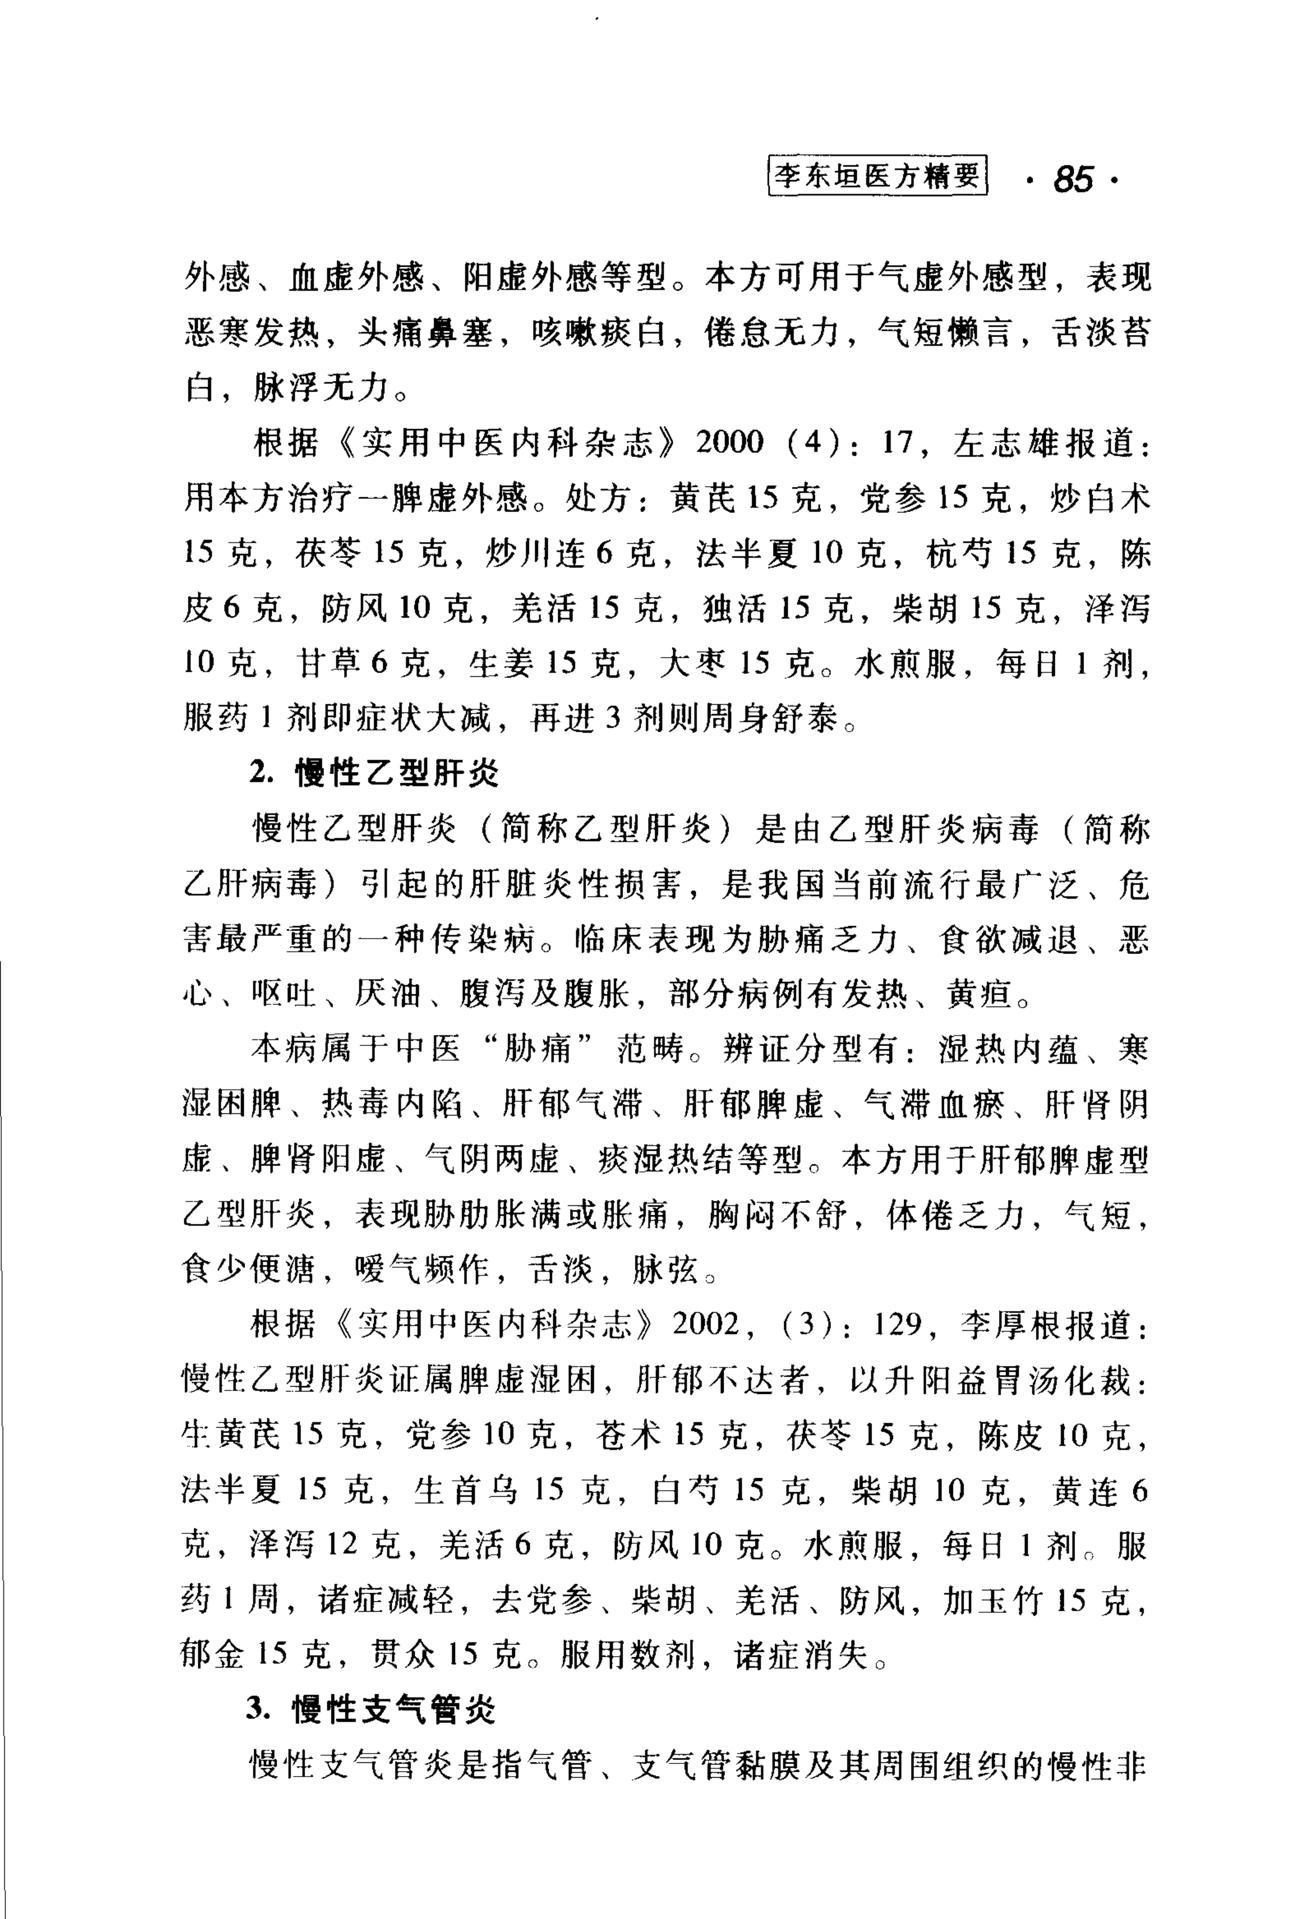 李东垣医方精要 · 85 ·
外感、血虚外感、阳虚外感等型。本方可用于气虚外感型，表现
恶寒发热，头痛鼻塞，咳嗽痰白，倦怠无力，气短懒言，舌淡苔
白，脉浮无力。
根据《实用中医内科杂志》2000（4）：17，左志雄报道：
用本方治疗一脾虚外感。处方：黄芪 15 克，党参 15 克，炒白术
15 克，茯苓 15 克，炒川连 6 克，法半夏 10 克，杭芍 15 克，陈
皮 6 克，防风 10 克，羌活 15 克，独活 15 克，柴胡 15 克，泽泻
10 克，甘草 6 克，生姜 15 克，大枣 15 克。水煎服，每日 1 剂，
服药 1 剂即症状大减，再进 3 剂则周身舒泰。
2. 慢性乙型肝炎
慢性乙型肝炎（简称乙型肝炎）是由乙型肝炎病毒（简称
乙肝病毒）引起的肝脏炎性损害，是我国当前流行最广泛、危
害最严重的一种传染病。临床表现为胁痛乏力、食欲减退、恶
心、呕吐、厌油、腹泻及腹胀，部分病例有发热、黄疸。
本病属于中医“胁痛”范畴。辨证分型有：湿热内蕴、寒
湿困脾、热毒内陷、肝郁气滞、肝郁脾虚、气滞血瘀、肝肾阴
虚、脾肾阳虚、气阴两虚、痰湿热结等型。本方用于肝郁脾虚型
乙型肝炎，表现胁肋胀满或胀痛，胸闷不舒，体倦乏力，气短，
食少便溏，嗳气频作，舌淡，脉弦。
根据《实用中医内科杂志》2002，（3）：129，李厚根报道：
慢性乙型肝炎证属脾虚湿困，肝郁不达者，以升阳益胃汤化裁：
生黄芪 15 克，党参 10 克，苍术 15 克，茯苓 15 克，陈皮 10 克，
法半夏 15 克，生首乌 15 克，白芍 15 克，柴胡 10 克，黄连 6
克，泽泻 12 克，羌活 6 克，防风 10 克。水煎服，每日 1 剂。服
药 1 周，诸症减轻，去党参、柴胡、羌活、防风，加玉竹 15 克，
郁金 15 克，贯众 15 克。服用数剂，诸症消失。
3. 慢性支气管炎
慢性支气管炎是指气管、支气管黏膜及其周围组织的慢性非